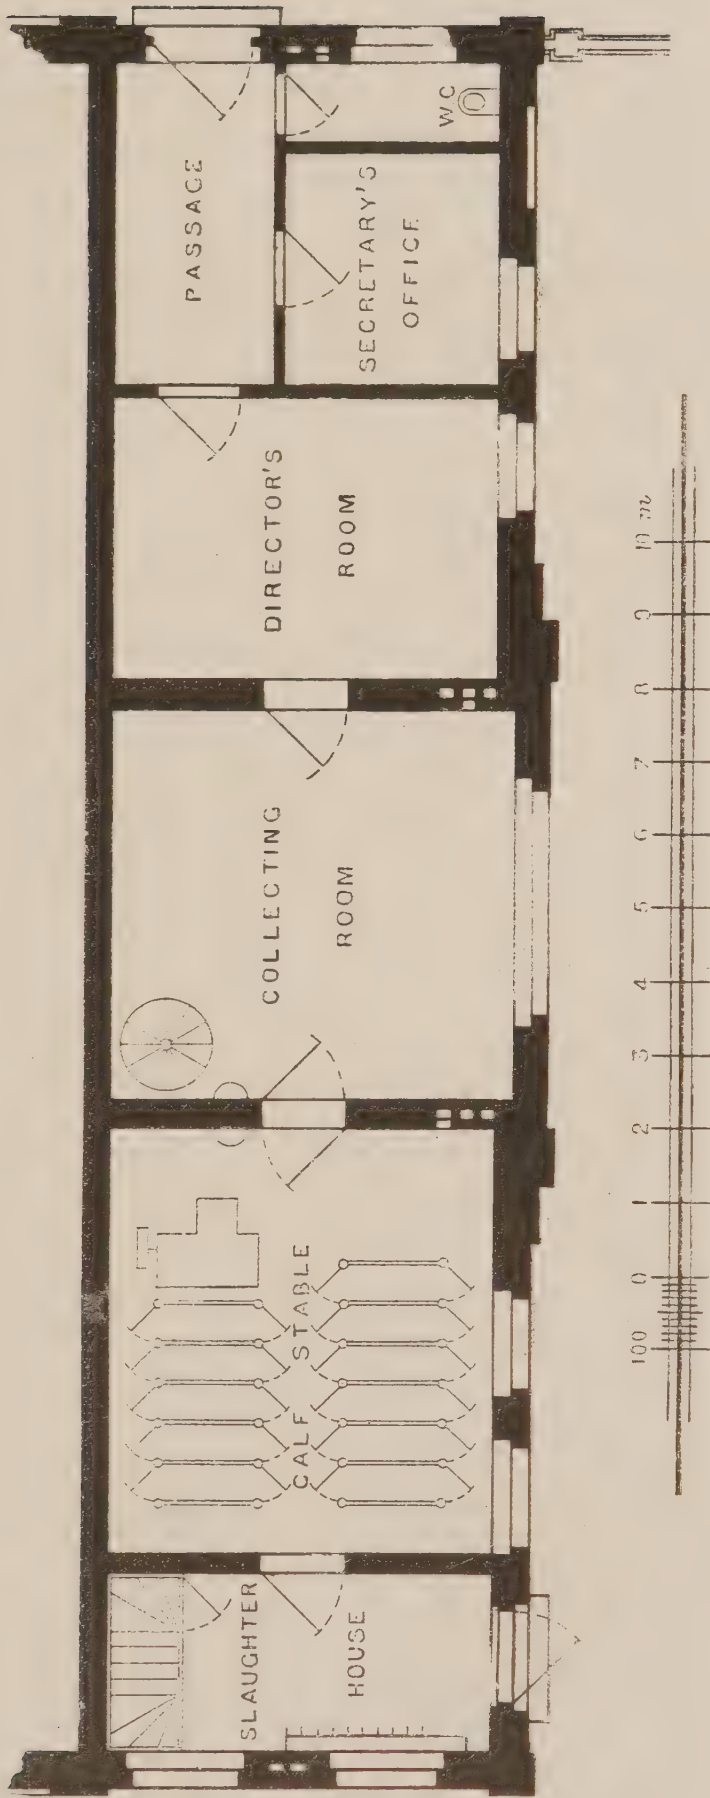 PASSAGE
WC
SECRETARY'S
OFFICE
DIRECTOR'S
ROOM
COLLECTING
ROOM
CALF STABLE
SLAUGHTER
HOUSE
100 0 1 2 3 4 5 6 7 8 9 10 m